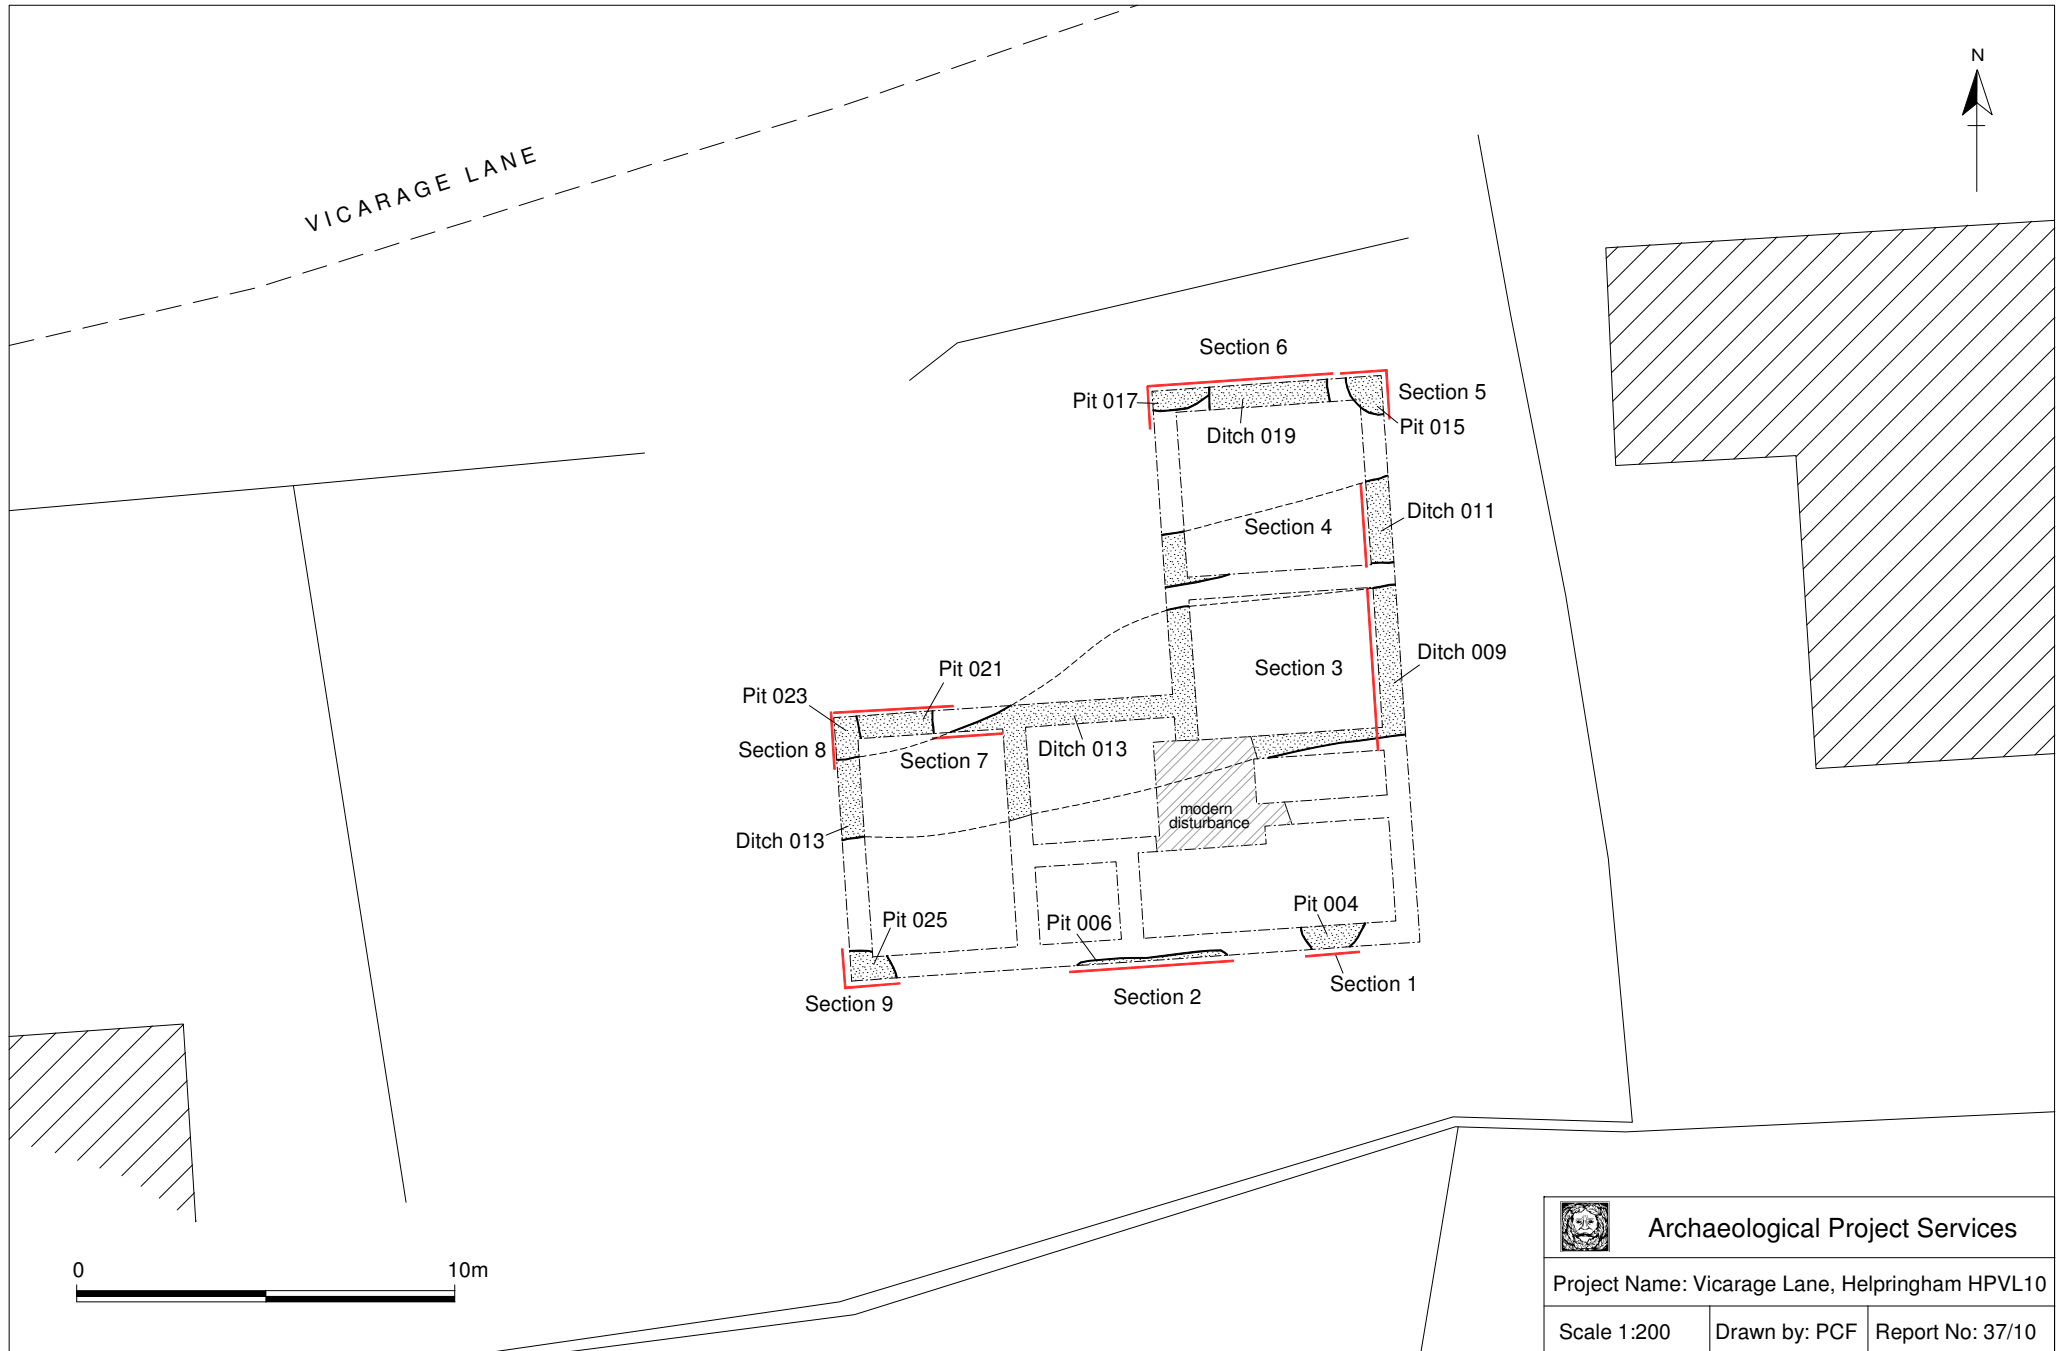 N
VICARAGE LANE
Section 6
Pit 017
Section 5
Ditch 019
Pit 015
Section 4
Ditch 011
Section 3
Ditch 009
Pit 021
Pit 023
Section 8
Section 7
Ditch 013
modern
disturbance
Ditch 013
Pit 004
Pit 025
Pit 006
Section 1
Section 9
Section 2
0
10m
Archaeological Project Services
Project Name: Vicarage Lane, Helpringham HPVL10
Scale 1:200
Drawn by: PCF
Report No: 37/10